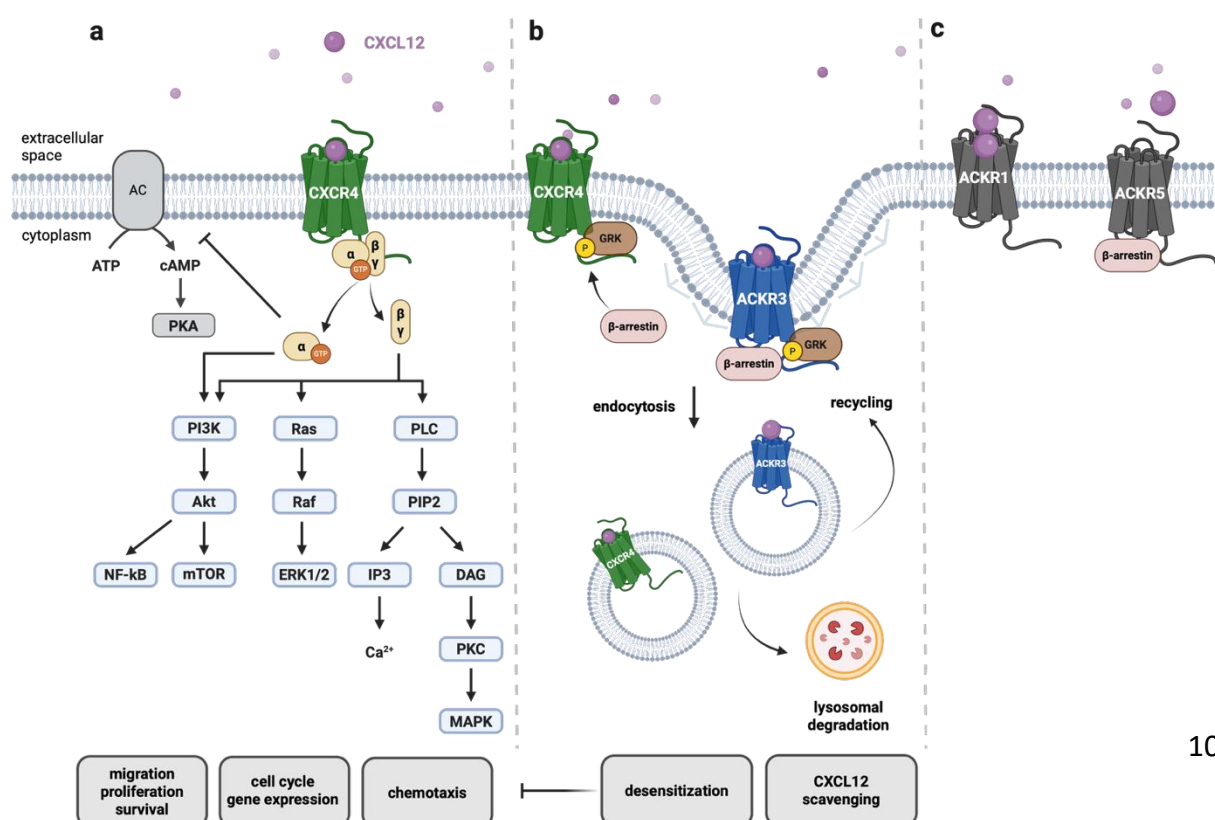 a
CXCL12
b
c
extracellular
space
AC
CXCR4
CXCR4
ACKR1
ACKR5
cytoplasm
ATP
cAMP
α
β
γ
GTP
P
GRK
β-arrestin
ACKR3
PKA
β
γ
α
GTP
β-arrestin
β-arrestin
P
GRK
endocytosis
recycling
PI3K
Ras
PLC
ACKR3
Akt
Raf
PIP2
CXCR4
NF-kB
mTOR
ERK1/2
IP3
DAG
Ca²⁺
PKC
lysosomal
degradation
MAPK
migration
proliferation
survival
cell cycle
gene expression
chemotaxis
desensitization
CXCL12
scavenging
10